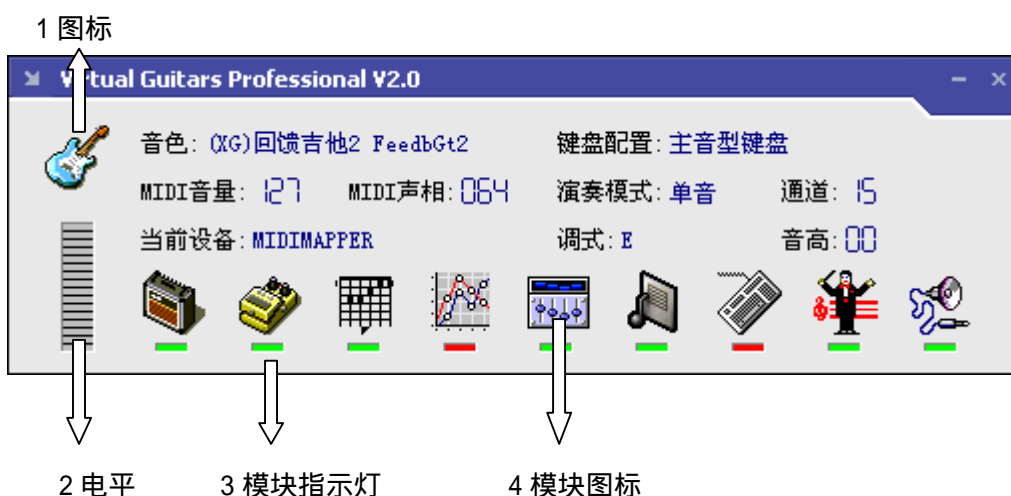 1 图标
Virtual Guitars Professional V2.0
音色: (XG)回馈吉他2 FeedbGt2 键盘配置: 主音型键盘
MIDI音量: 127 MIDI声相: 064 演奏模式: 单音 通道: 15
当前设备: MIDIMAPPER 调式: E 音高: 00
2 电平 3 模块指示灯 4 模块图标